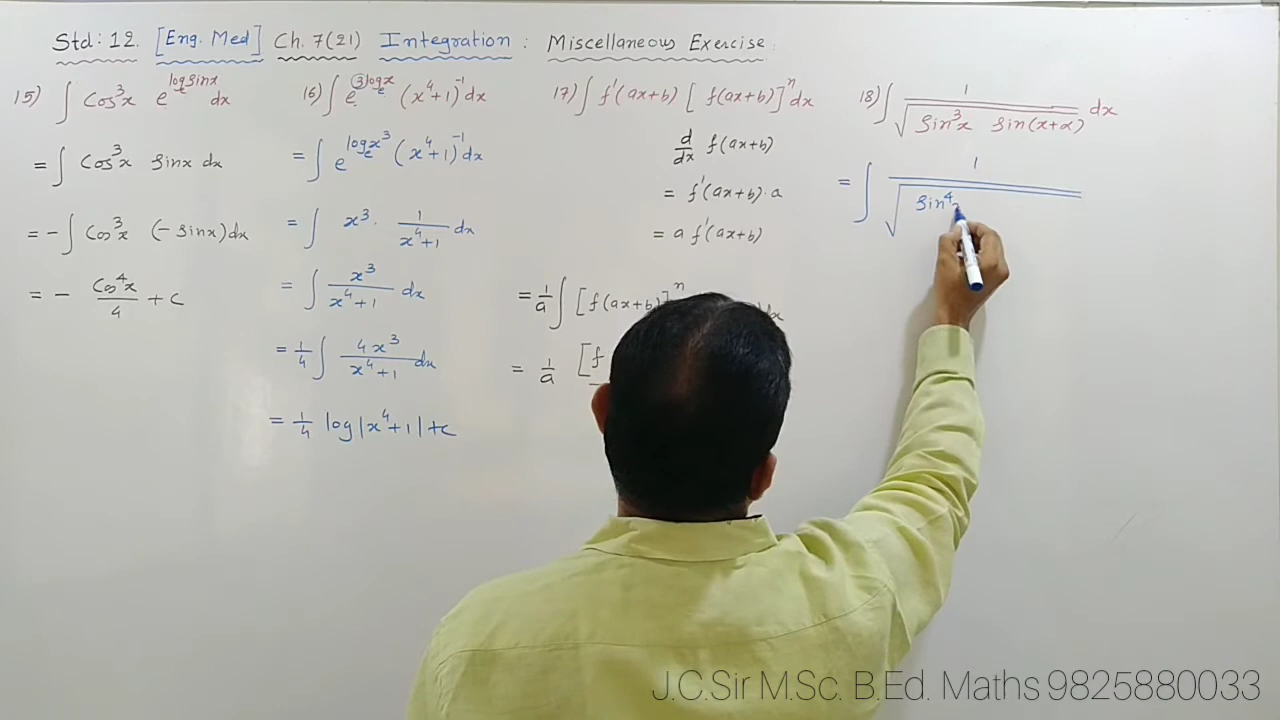 Std: 12. [Eng. Med] Ch. 7(21) Integration : Miscellaneous Exercise.
15) ∫ Cos³x e^(log_e sinx) dx
= ∫ Cos³x sinx dx
= - ∫ Cos³x (- sinx) dx
= - Cos⁴x/4 + c
16) ∫ e^(3 log_e x) (x⁴+1)⁻¹ dx
= ∫ e^(log_e x³) (x⁴+1)⁻¹ dx
= ∫ x³ · 1/(x⁴+1) dx
= ∫ x³/(x⁴+1) dx
= 1/4 ∫ 4x³/(x⁴+1) dx
= 1/4 log|x⁴+1| + c
17) ∫ f'(ax+b) [f(ax+b)]ⁿ dx
d/dx f(ax+b)
= f'(ax+b) · a
= a f'(ax+b)
= 1/a ∫ [f(ax+b)]ⁿ dx
= 1/a [f
18) ∫ 1/√(sin³x sin(x+α)) dx
= ∫ 1/√(sin⁴
J.C.Sir M.Sc. B.Ed. Maths 9825880033